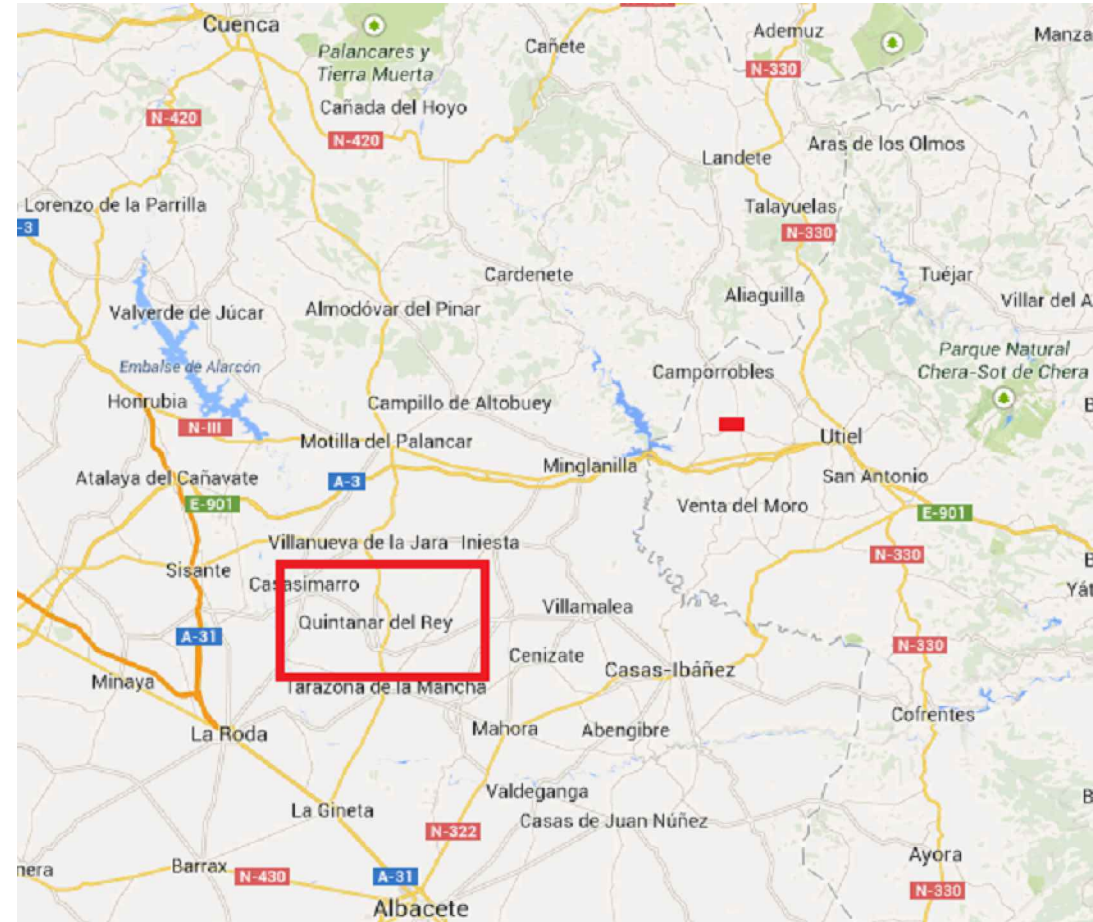 Cuenca
Palancares y
Tierra Muerta
Cañete
Ademuz
Manza
N-330
N-420
Cañada del Hoyo
N-420
Landete
Aras de los Olmos
Lorenzo de la Parrilla
-3
Talayuelas
N-330
Cardenete
Tuéjar
Aliaguilla
Villar del A
Valverde de Júcar
Almodóvar del Pinar
Parque Natural
Chera-Sot de Chera
Embalse de Alarcón
Camporrobles
Honrubia
Campillo de Altobuey
N-III
Motilla del Palancar
Utiel
Minglanilla
Atalaya del Cañavate
A-3
San Antonio
E-901
Venta del Moro
E-901
Villanueva de la Jara
Iniesta
N-330
Sisante
Casasimarro
Yát
Quintanar del Rey
Villamalea
A-31
N-330
Cenizate
Casas-Ibáñez
Minaya
Tarazona de la Mancha
Cofrentes
La Roda
Mahora
Abengibre
Valdeganga
La Gineta
Casas de Juan Núñez
N-322
Ayora
nera
Barrax
N-430
A-31
N-330
Albacete